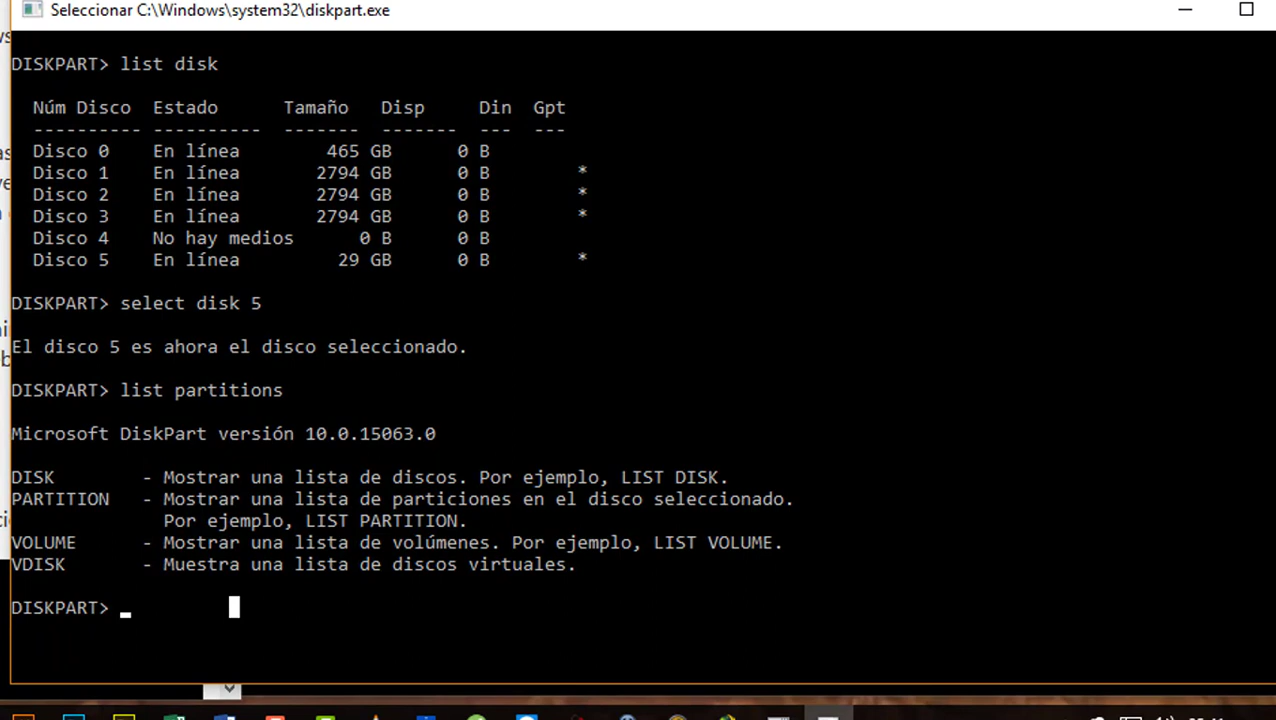 Seleccionar C:\Windows\system32\diskpart.exe
DISKPART> list disk
Núm Disco Estado Tamaño Disp Din Gpt
---------- ---------- ------- ------- --- ---
Disco 0 En línea 465 GB 0 B
Disco 1 En línea 2794 GB 0 B *
Disco 2 En línea 2794 GB 0 B *
Disco 3 En línea 2794 GB 0 B *
Disco 4 No hay medios 0 B 0 B
Disco 5 En línea 29 GB 0 B *
DISKPART> select disk 5
El disco 5 es ahora el disco seleccionado.
DISKPART> list partitions
Microsoft DiskPart versión 10.0.15063.0
DISK - Mostrar una lista de discos. Por ejemplo, LIST DISK.
PARTITION - Mostrar una lista de particiones en el disco seleccionado.
Por ejemplo, LIST PARTITION.
VOLUME - Mostrar una lista de volúmenes. Por ejemplo, LIST VOLUME.
VDISK - Muestra una lista de discos virtuales.
DISKPART>